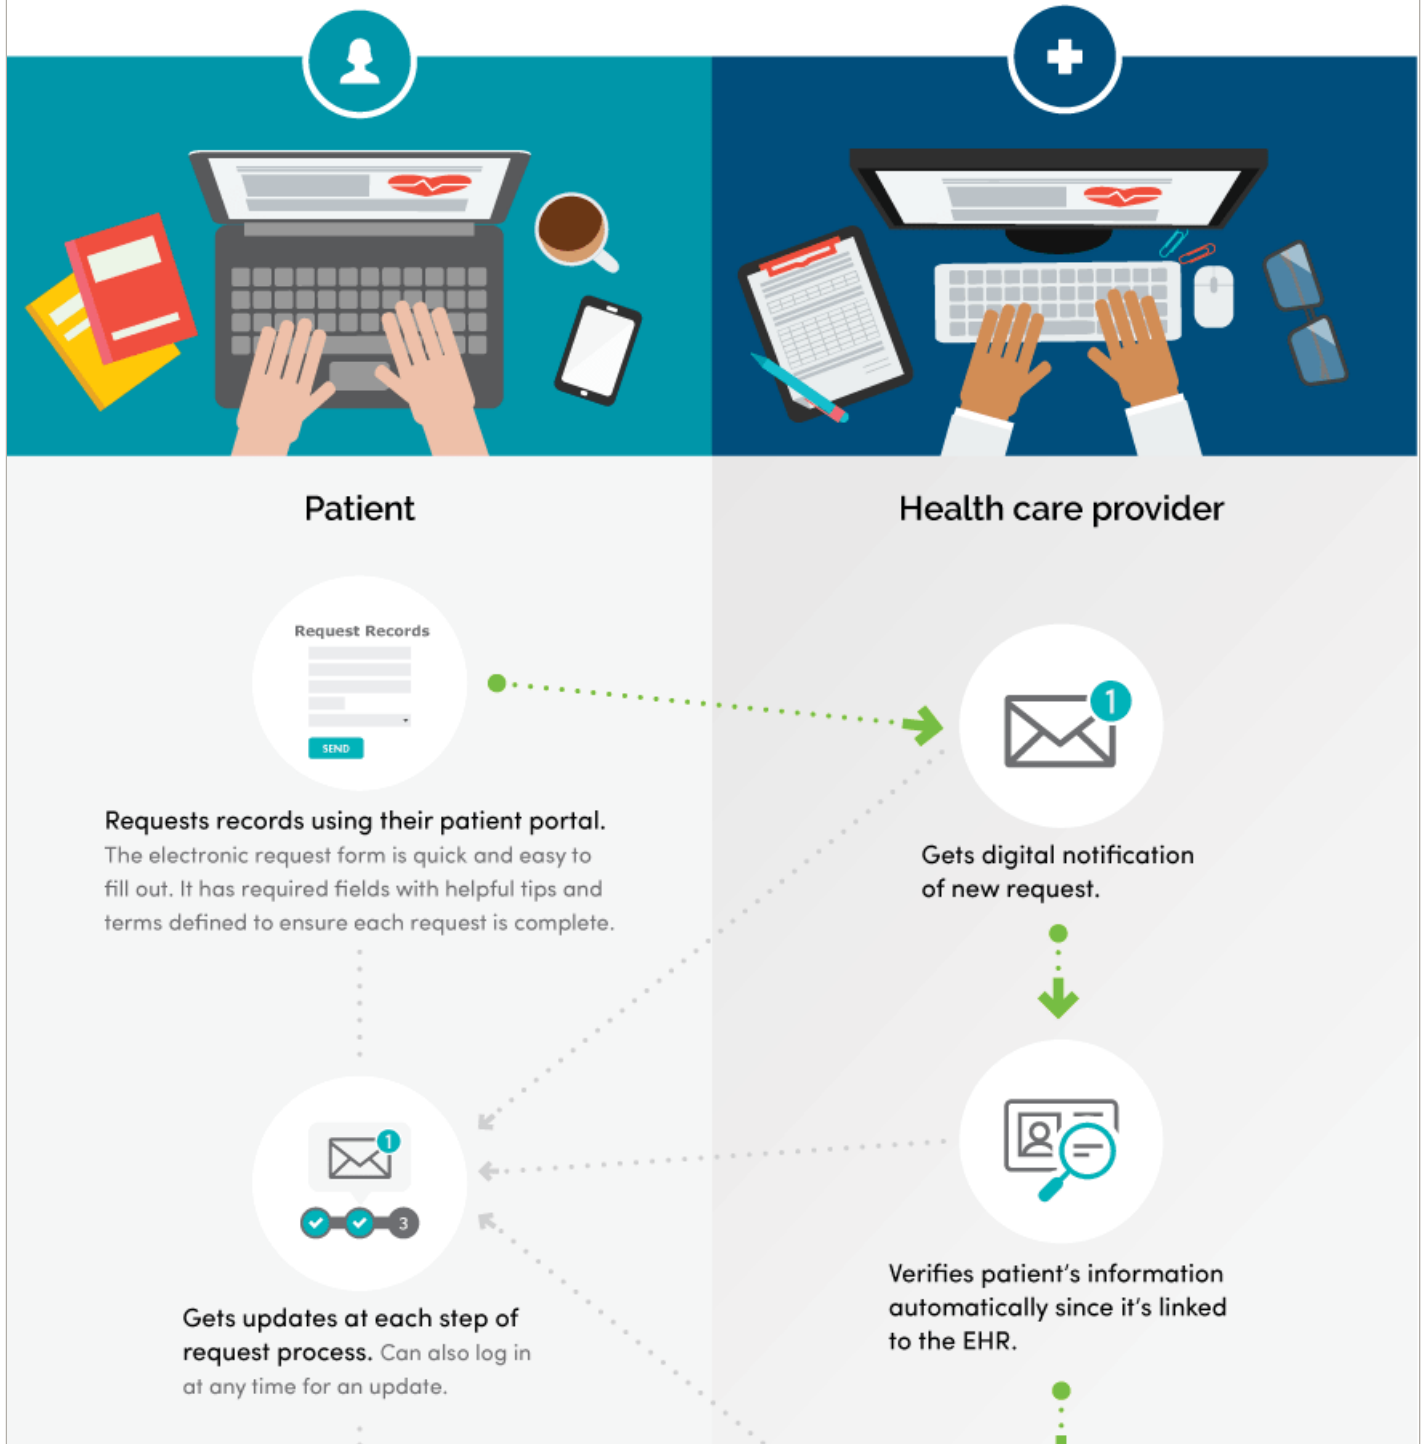 Patient
Health care provider
Request Records
SEND
1
Requests records using their patient portal.
The electronic request form is quick and easy to
fill out. It has required fields with helpful tips and
terms defined to ensure each request is complete.
Gets digital notification
of new request.
1
3
Gets updates at each step of
request process. Can also log in
at any time for an update.
Verifies patient's information
automatically since it's linked
to the EHR.